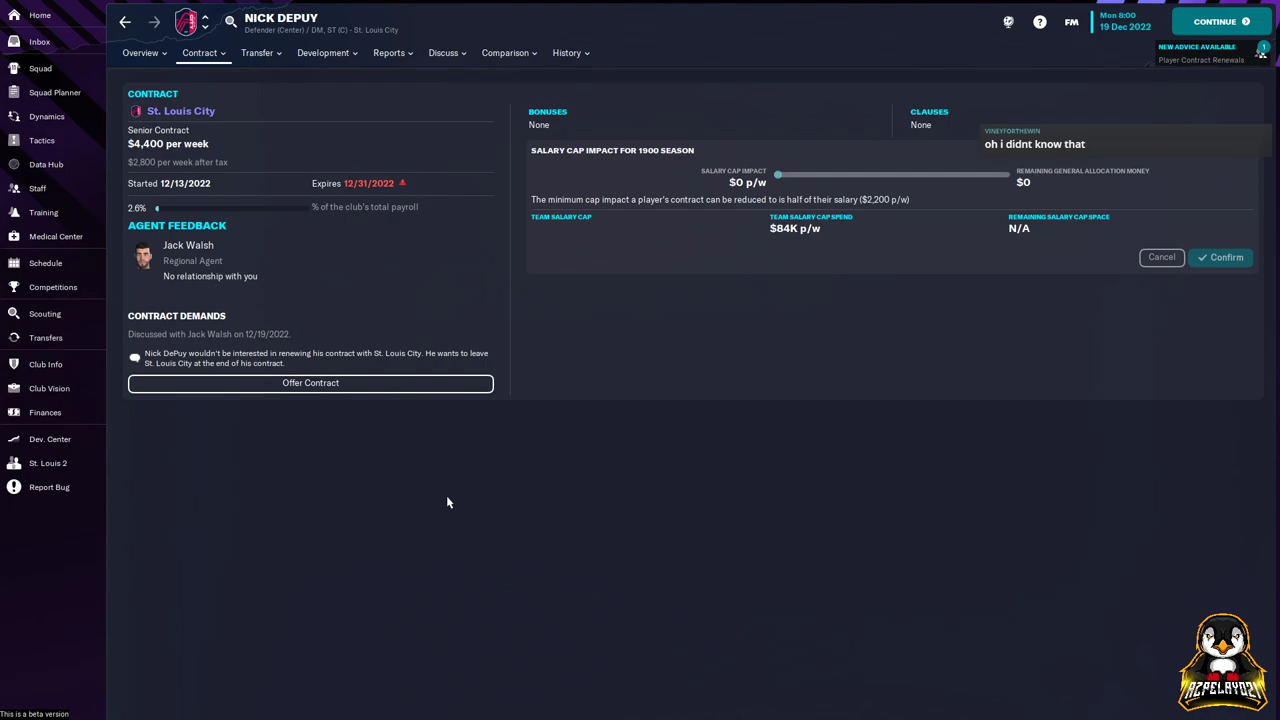 Home
Inbox
Squad
Squad Planner
Dynamics
Tactics
Data Hub
Staff
Training
Medical Center
Schedule
Competitions
Scouting
Transfers
Club Info
Club Vision
Finances
Dev. Center
St. Louis 2
Report Bug
This is a beta version
NICK DEPUY
Defender (Center) / DM, ST (C) - St. Louis City
FM
Mon 8:00
19 Dec 2022
CONTINUE
Overview
Contract
Transfer
Development
Reports
Discuss
Comparison
History
NEW ADVICE AVAILABLE
Player Contract Renewals
1
CONTRACT
St. Louis City
Senior Contract
$4,400 per week
$2,800 per week after tax
Started 12/13/2022
Expires 12/31/2022
2.6%
% of the club's total payroll
AGENT FEEDBACK
Jack Walsh
Regional Agent
No relationship with you
CONTRACT DEMANDS
Discussed with Jack Walsh on 12/19/2022.
Nick DePuy wouldn't be interested in renewing his contract with St. Louis City. He wants to leave
St. Louis City at the end of his contract.
Offer Contract
BONUSES
None
CLAUSES
None
VINEYFORTHEWIN
oh i didnt know that
SALARY CAP IMPACT FOR 1900 SEASON
SALARY CAP IMPACT
$0 p/w
REMAINING GENERAL ALLOCATION MONEY
$0
The minimum cap impact a player's contract can be reduced to is half of their salary ($2,200 p/w)
TEAM SALARY CAP
TEAM SALARY CAP SPEND
$84K p/w
REMAINING SALARY CAP SPACE
N/A
Cancel
Confirm
AZPELAYO21